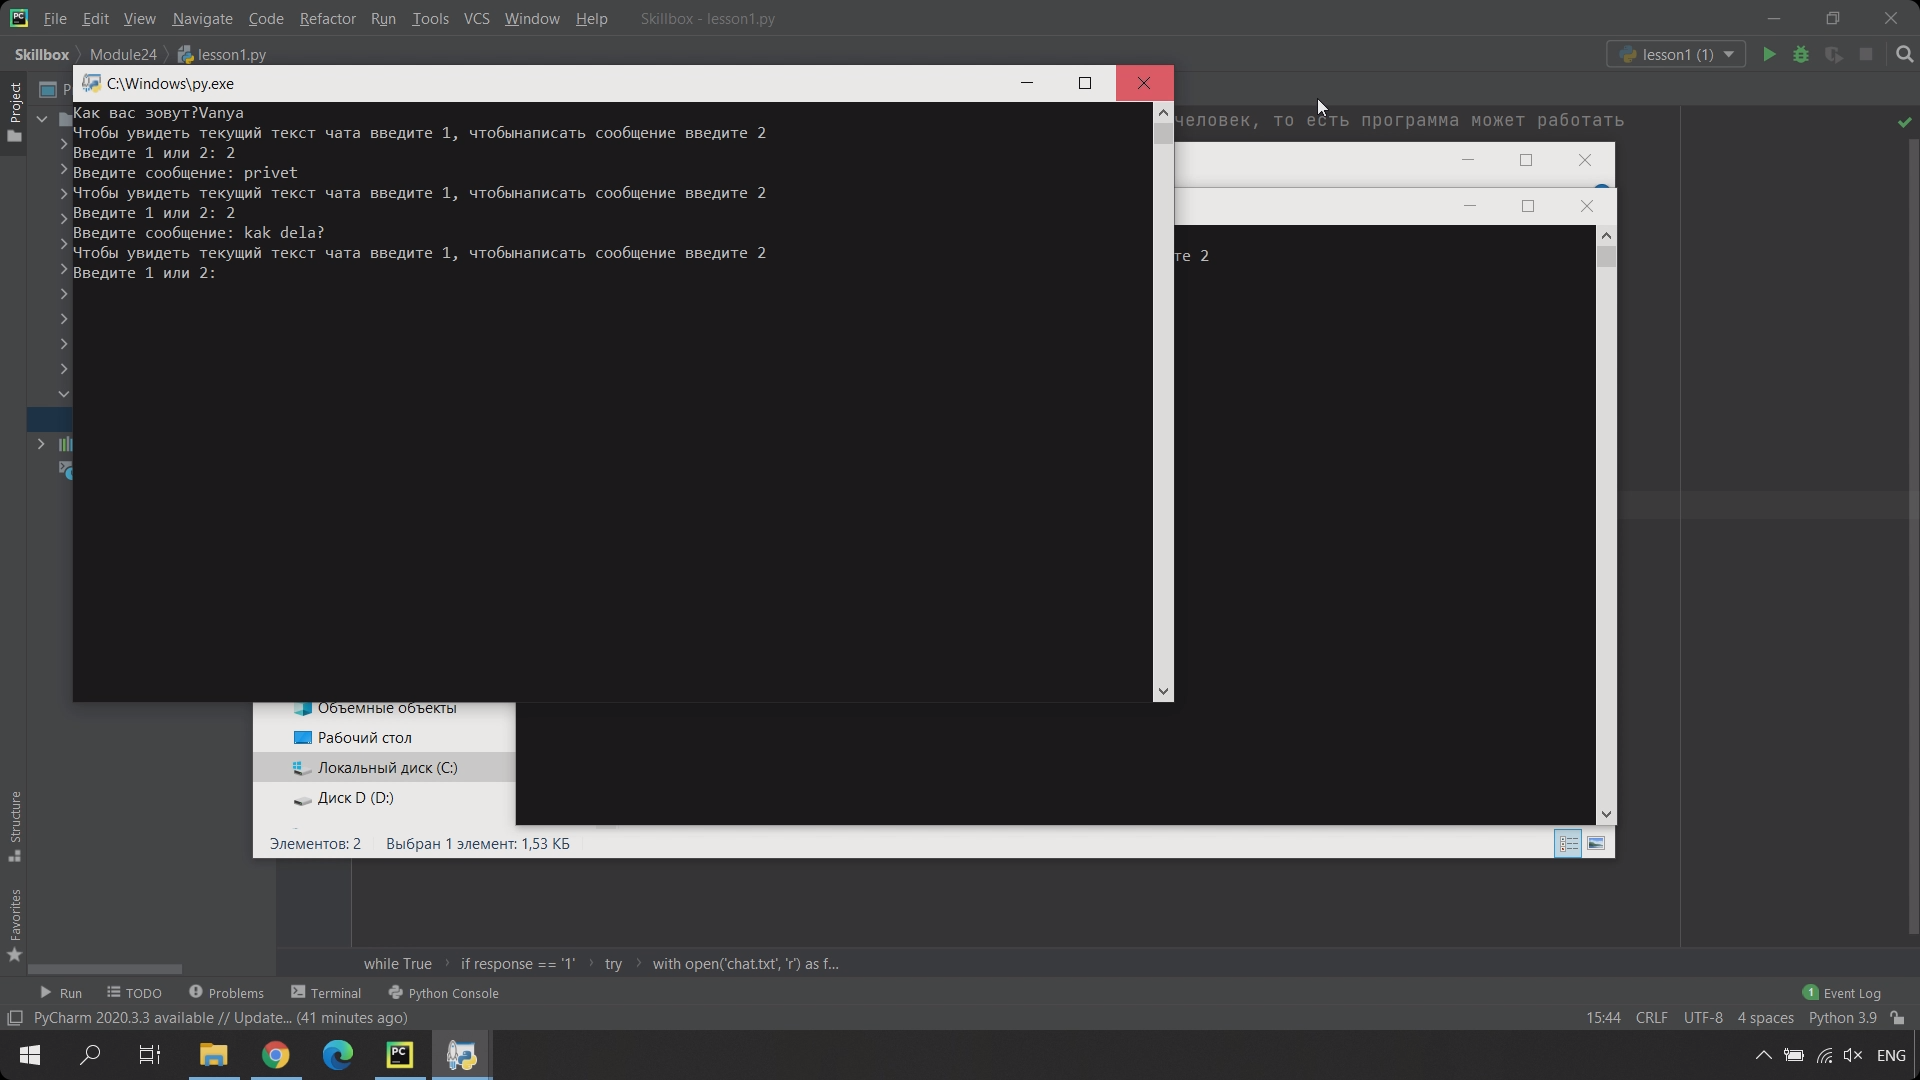 File Edit View Navigate Code Refactor Run Tools VCS Window Help Skillbox - lesson1.py
Skillbox Module24 lesson1.py lesson1 (1)
Project
C:\Windows\py.exe
Как вас зовут?Vanya
Чтобы увидеть текущий текст чата введите 1, чтобынаписать сообщение введите 2
Введите 1 или 2: 2
Введите сообщение: privet
Чтобы увидеть текущий текст чата введите 1, чтобынаписать сообщение введите 2
Введите 1 или 2: 2
Введите сообщение: kak dela?
Чтобы увидеть текущий текст чата введите 1, чтобынаписать сообщение введите 2
Введите 1 или 2:
человек, то есть программа может работать
те 2
Объемные объекты
Рабочий стол
Локальный диск (C:)
Диск D (D:)
Элементов: 2 Выбран 1 элемент: 1,53 КБ
Structure
Favorites
while True if response == '1' try with open('chat.txt', 'r') as f...
Run TODO Problems Terminal Python Console 1 Event Log
PyCharm 2020.3.3 available // Update... (41 minutes ago) 15:44 CRLF UTF-8 4 spaces Python 3.9
PC ENG